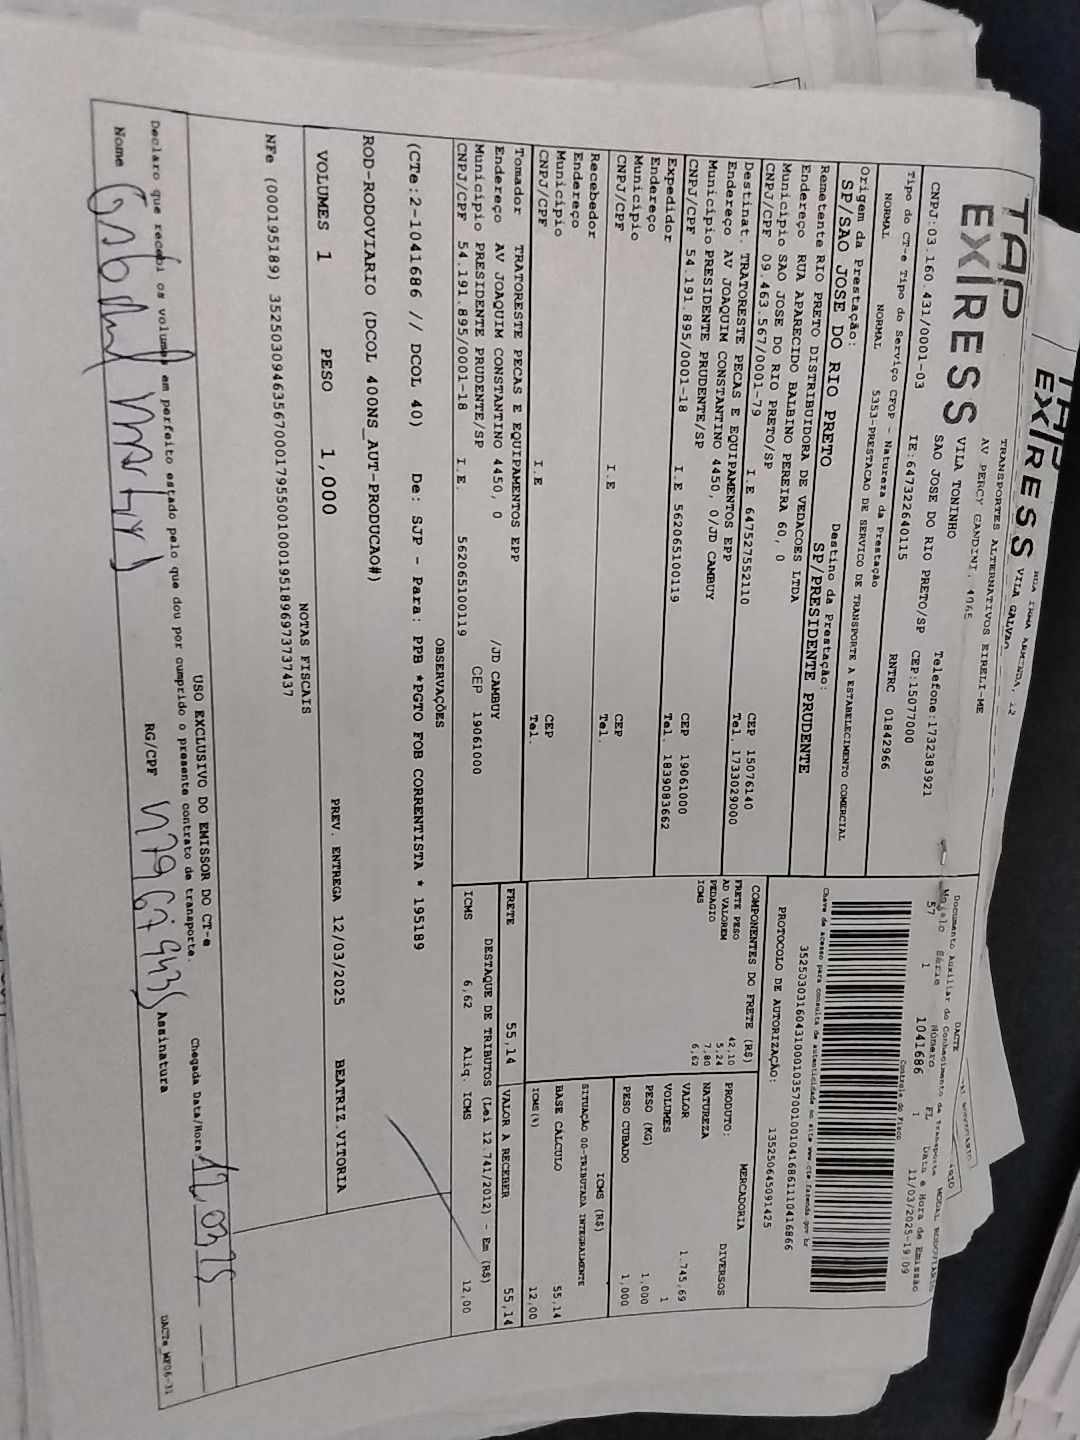 TAP
EXPRESS
VILA GALVAO
TAP
EXPRESS
TRANSPORTES ALTERNATIVOS EIRELI-ME
AV PERCY GANDINI, 4065
VILA TONINHO
SAO JOSE DO RIO PRETO/SP
Telefone:1732383921
CNPJ:03.160.431/0001-03
IE:647322640115
CEP:15077000
Tipo do CT-e Tipo do Serviço CFOP - Natureza da Prestação
RNTRC 01842966
NORMAL NORMAL 5353-PRESTACAO DE SERVICO DE TRANSPORTE A ESTABELECIMENTO COMERCIAL
Origem da Prestação: Destino da Prestação:
SP/SAO JOSE DO RIO PRETO SP/PRESIDENTE PRUDENTE
Remetente RIO PRETO DISTRIBUIDORA DE VEDACOES LTDA
Endereço RUA APARECIDO BALBINO PEREIRA 60, 0
Município SAO JOSE DO RIO PRETO/SP CEP 15076140
CNPJ/CPF 09.463.567/0001-79 I.E 647527552110 Tel. 1733029000
Destinat. TRATORESTE PECAS E EQUIPAMENTOS EPP
Endereço AV JOAQUIM CONSTANTINO 4450, 0/JD CAMBUY
Município PRESIDENTE PRUDENTE/SP CEP 19061000
CNPJ/CPF 54.191.895/0001-18 I.E 562065100119 Tel. 1839083662
Expedidor
Endereço
Município CEP
CNPJ/CPF I.E Tel.
Recebedor
Endereço
Município CEP
CNPJ/CPF I.E Tel.
Tomador TRATORESTE PECAS E EQUIPAMENTOS EPP
Endereço AV JOAQUIM CONSTANTINO 4450, 0 /JD CAMBUY
Município PRESIDENTE PRUDENTE/SP CEP 19061000
CNPJ/CPF 54.191.895/0001-18 I.E. 562065100119
DACTE
Documento Auxiliar do Conhecimento de Transporte
MODAL RODOVIARIO
Modelo Série Número FL Data e Hora de Emissão
57 1 1041686 1 11/03/2025-19:09
Controle do Fisco
Chave de acesso para consulta de autenticidade no site www.cte.fazenda.gov.br
35250303160431000103570010010416861110416866
PROTOCOLO DE AUTORIZAÇÃO: 135250645091425
COMPONENTES DO FRETE (R$)
FRETE PESO 42,10
AD VALOREM 5,24
PEDAGIO 7,80
ICMS 6,62
MERCADORIA
PRODUTO: DIVERSOS
NATUREZA
VALOR 1.745,69
VOLUMES 1
PESO (KG) 1,000
PESO CUBADO 1,000
ICMS (R$)
SITUAÇÃO 00-TRIBUTADA INTEGRALMENTE
BASE CÁLCULO 55,14
ICMS(%) 12,00
FRETE 55,14 VALOR A RECEBER 55,14
DESTAQUE DE TRIBUTOS (Lei 12.741/2012) - Em (R$)
ICMS 6,62 Aliq. ICMS 12,00
OBSERVAÇÕES
(CTe:2-1041686 // DCOL 40) De: SJP - Para: PPB *PGTO FOB CORRENTISTA * 195189
ROD-RODOVIARIO (DCOL 400NS_AUT-PRODUCAO#)
VOLUMES 1 PESO 1,000 PREV. ENTREGA 12/03/2025 BEATRIZ.VITORIA
NOTAS FISCAIS
NFe (000195189) 35250309463567000179550010001951896973737437
USO EXCLUSIVO DO EMISSOR DO CT-e
Declaro que recebi os volumes em perfeito estado pelo que dou por cumprido o presente contrato de transporte.
Chegada Data/Hora 12.03.25
Nome RG/CPF Assinatura
DACTe_MF06-31